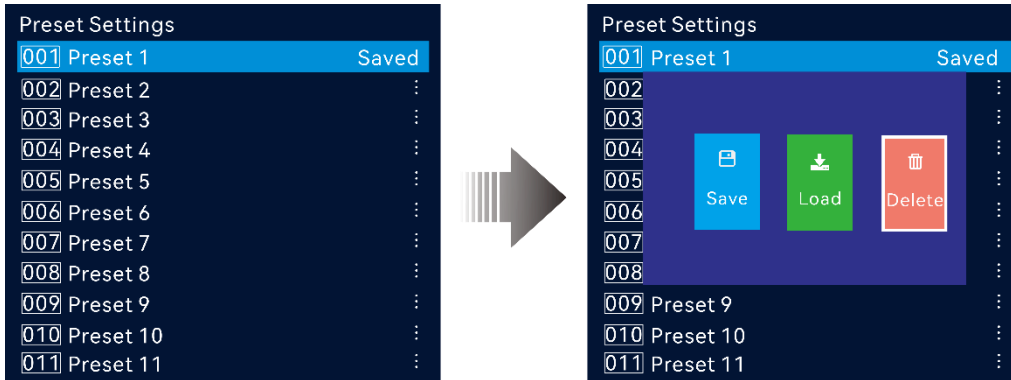 Preset Settings
001 Preset 1 Saved
002 Preset 2
003 Preset 3
004 Preset 4
005 Preset 5
006 Preset 6
007 Preset 7
008 Preset 8
009 Preset 9
010 Preset 10
011 Preset 11
Preset Settings
001 Preset 1 Saved
002
003
004
005
006
007
008
Save
Load
Delete
009 Preset 9
010 Preset 10
011 Preset 11